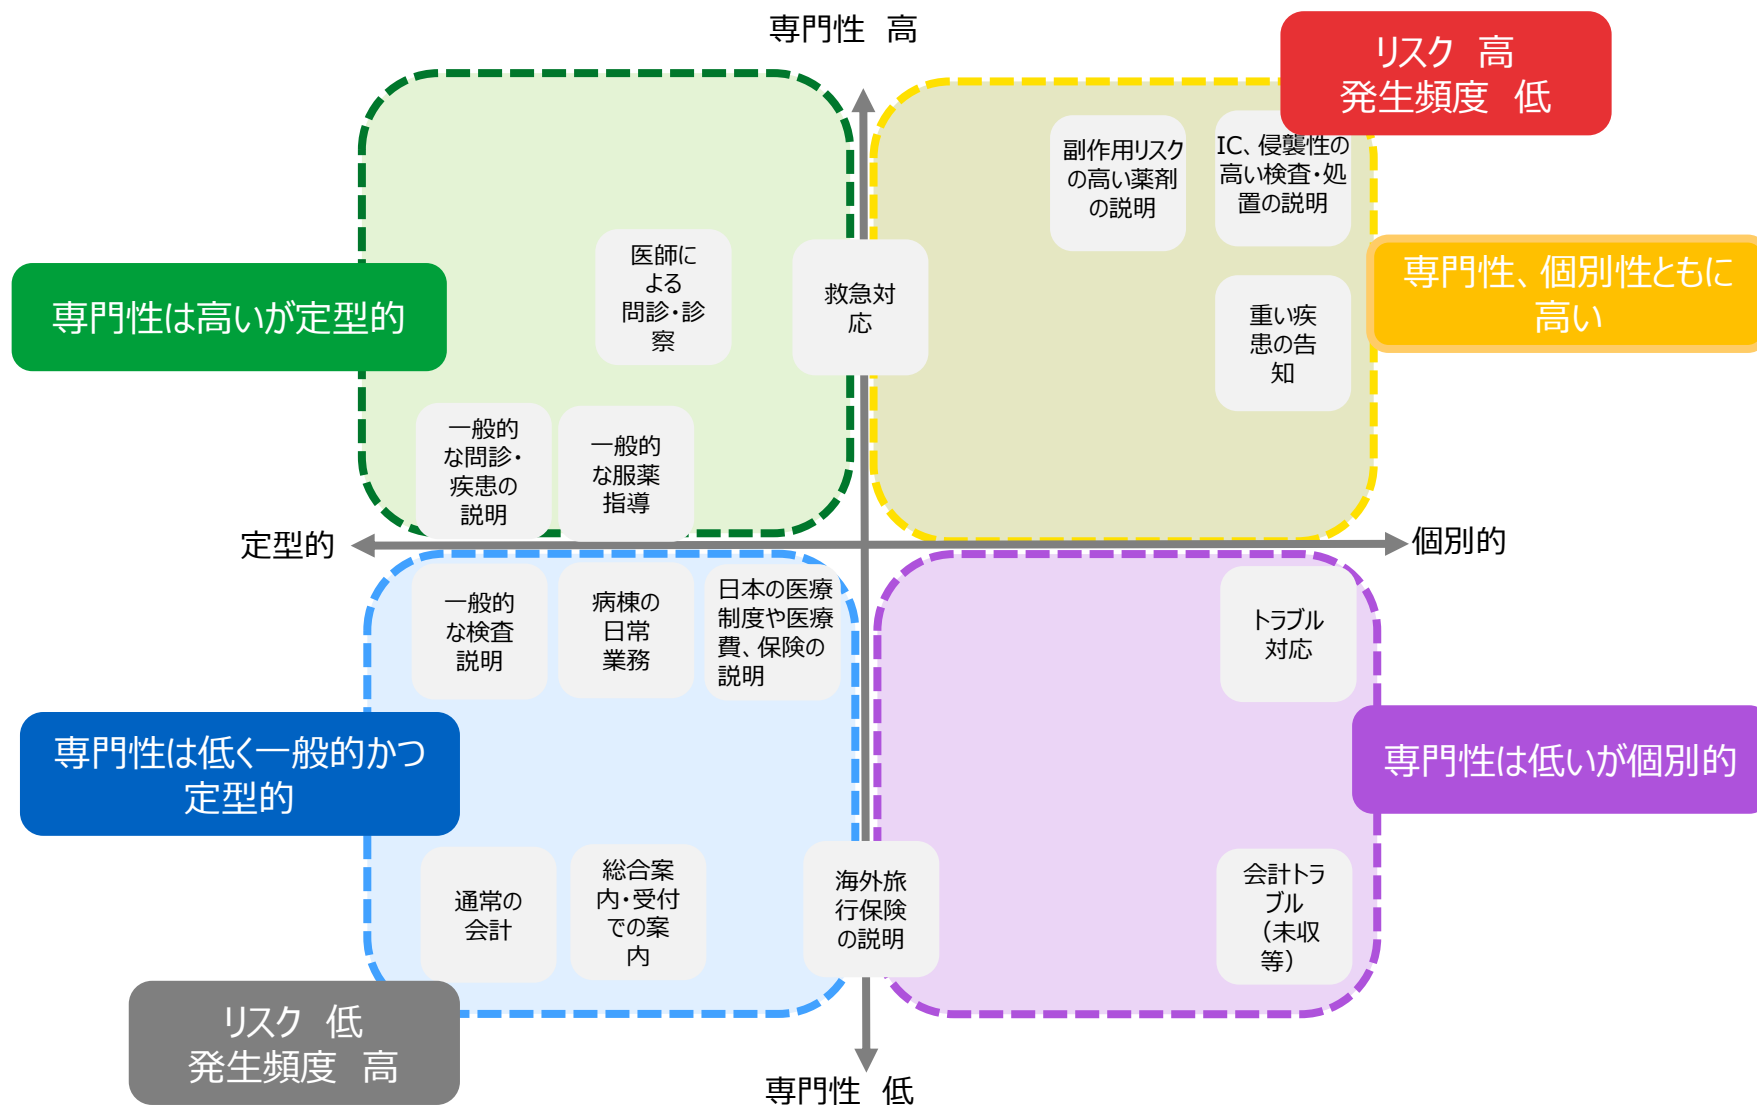 専門性　高
リスク　高
発生頻度　低
副作用リスク
の高い薬剤
の説明
IC、侵襲性の
高い検査・処
置の説明
医師に
よる
問診・診
察
救急対
応
専門性、個別性ともに
高い
専門性は高いが定型的
重い疾
患の告
知
一般的
な問診・
疾患の
説明
一般的
な服薬
指導
定型的
個別的
一般的
な検査
説明
病棟の
日常
業務
日本の医療
制度や医療
費、保険の
説明
トラブル
対応
専門性は低く一般的かつ
定型的
専門性は低いが個別的
通常の
会計
総合案
内・受付
での案
内
海外旅
行保険
の説明
会計トラ
ブル
（未収
等）
リスク　低
発生頻度　高
専門性　低